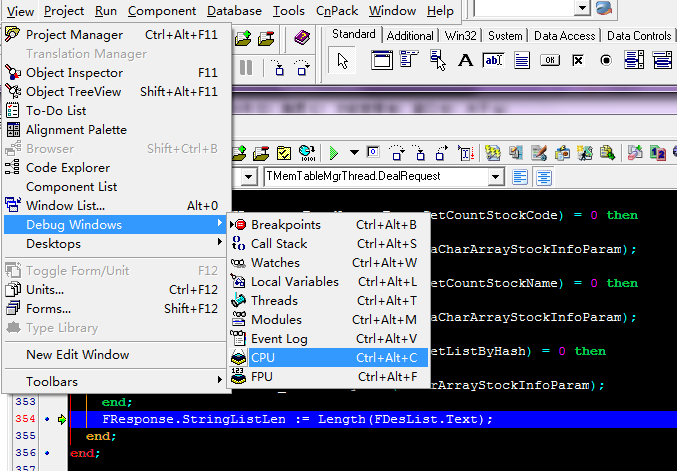 View Project Run Component Database Tools CnPack Window Help
Project Manager Ctrl+Alt+F11
Translation Manager
Object Inspector F11
Object TreeView Shift+Alt+F11
To-Do List
Alignment Palette
Browser Shift+Ctrl+B
Code Explorer
Component List
Window List... Alt+0
Debug Windows
Desktops
Toggle Form/Unit F12
Units... Ctrl+F12
Forms... Shift+F12
Type Library
New Edit Window
Toolbars
Standard Additional Win32 System Data Access Data Controls
TMemTableMgrThread.DealRequest
Breakpoints Ctrl+Alt+B
Call Stack Ctrl+Alt+S
Watches Ctrl+Alt+W
Local Variables Ctrl+Alt+L
Threads Ctrl+Alt+T
Modules Ctrl+Alt+M
Event Log Ctrl+Alt+V
CPU Ctrl+Alt+C
FPU Ctrl+Alt+F
etCountStockCode) = 0 then
aCharArrayStockInfoParam);
etCountStockName) = 0 then
aCharArrayStockInfoParam);
etListByHash) = 0 then
arArrayStockInfoParam);
353 end;
354 FResponse.StringListLen := Length(FDesList.Text);
355 end;
356 end;
357